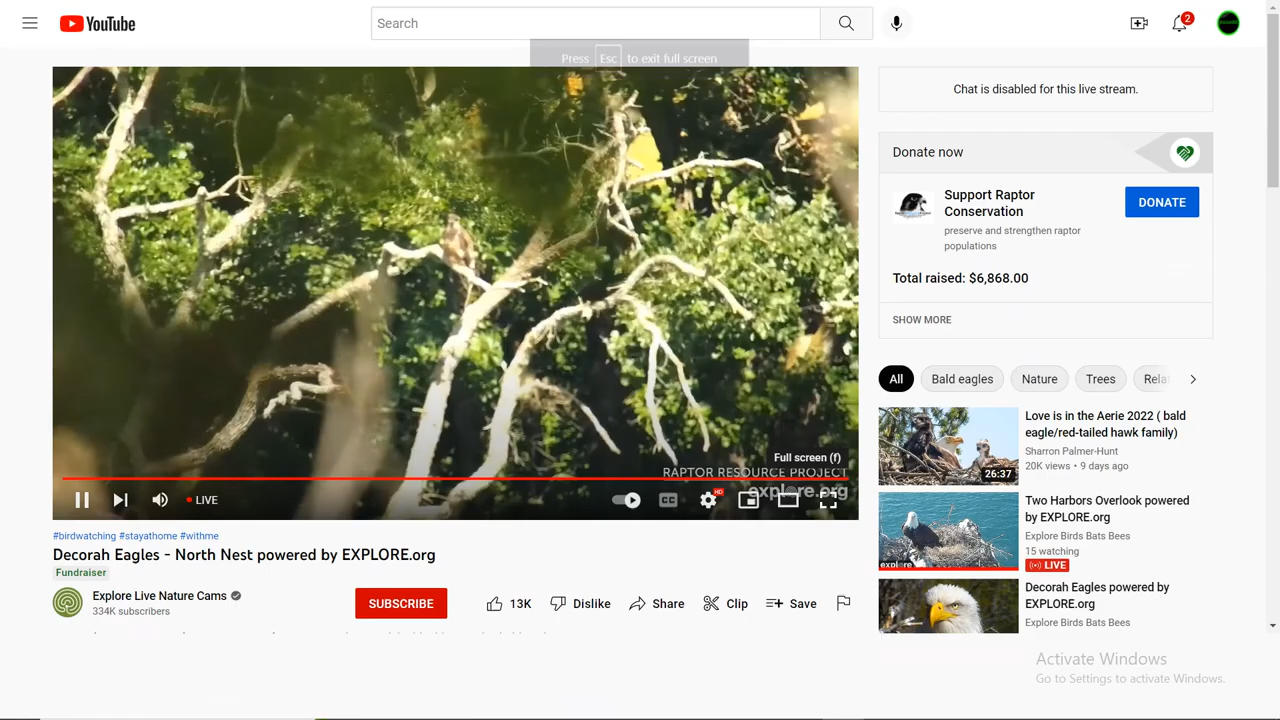 YouTube
Search
2
Press Esc to exit full screen
Chat is disabled for this live stream.
Donate now
Support Raptor
Conservation
preserve and strengthen raptor
populations
DONATE
Total raised: $6,868.00
SHOW MORE
All
Bald eagles
Nature
Trees
Rela
Love is in the Aerie 2022 ( bald
eagle/red-tailed hawk family)
Sharron Palmer-Hunt
20K views • 9 days ago
26:37
Two Harbors Overlook powered
by EXPLORE.org
Explore Birds Bats Bees
15 watching
LIVE
explore
Decorah Eagles powered by
EXPLORE.org
Explore Birds Bats Bees
Full screen (f)
RAPTOR RESOURCE PROJECT
explore.org
LIVE
CC
HD
#birdwatching #stayathome #withme
Decorah Eagles - North Nest powered by EXPLORE.org
Fundraiser
Explore Live Nature Cams
334K subscribers
SUBSCRIBE
13K
Dislike
Share
Clip
Save
Activate Windows
Go to Settings to activate Windows.